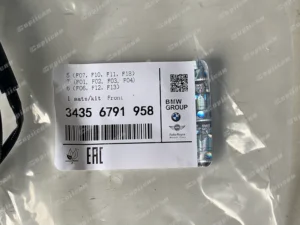 5 (F07, F10, F11, F18)
7 (F01, F02, F03, F04)
6 (F06, F12, F13)
1 satz/kit front
3435 6791 958
BMW
GROUP
EAC